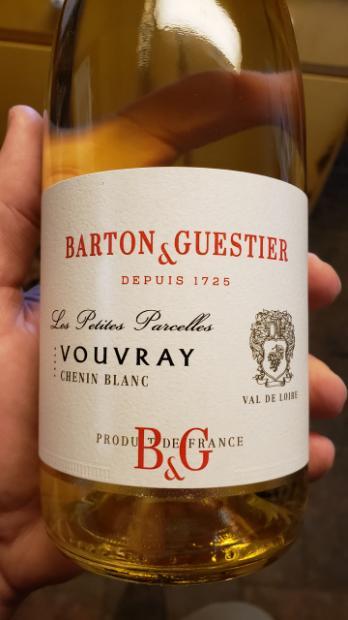 BARTON & GUESTIER
DEPUIS 1725
Les Petites Parcelles
VOUVRAY
CHENIN BLANC
VAL DE LOIRE
PRODUIT DE FRANCE
B&G